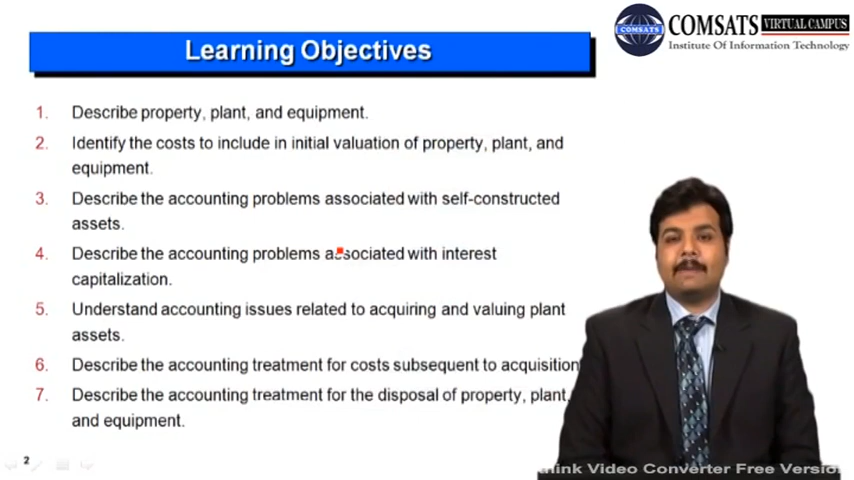 Learning Objectives
COMSATS
COMSATS VIRTUAL CAMPUS
Institute Of Information Technology
1. Describe property, plant, and equipment.
2. Identify the costs to include in initial valuation of property, plant, and
equipment.
3. Describe the accounting problems associated with self-constructed
assets.
4. Describe the accounting problems associated with interest
capitalization.
5. Understand accounting issues related to acquiring and valuing plant
assets.
6. Describe the accounting treatment for costs subsequent to acquisition
7. Describe the accounting treatment for the disposal of property, plant,
and equipment.
2
think Video Converter Free Version